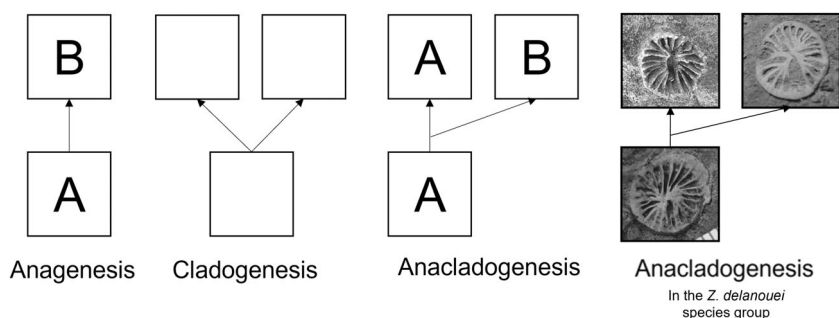 B
A
B
A
A
Anagenesis
Cladogenesis
Anacladogenesis
Anacladogenesis
In the Z. delanouei
species group